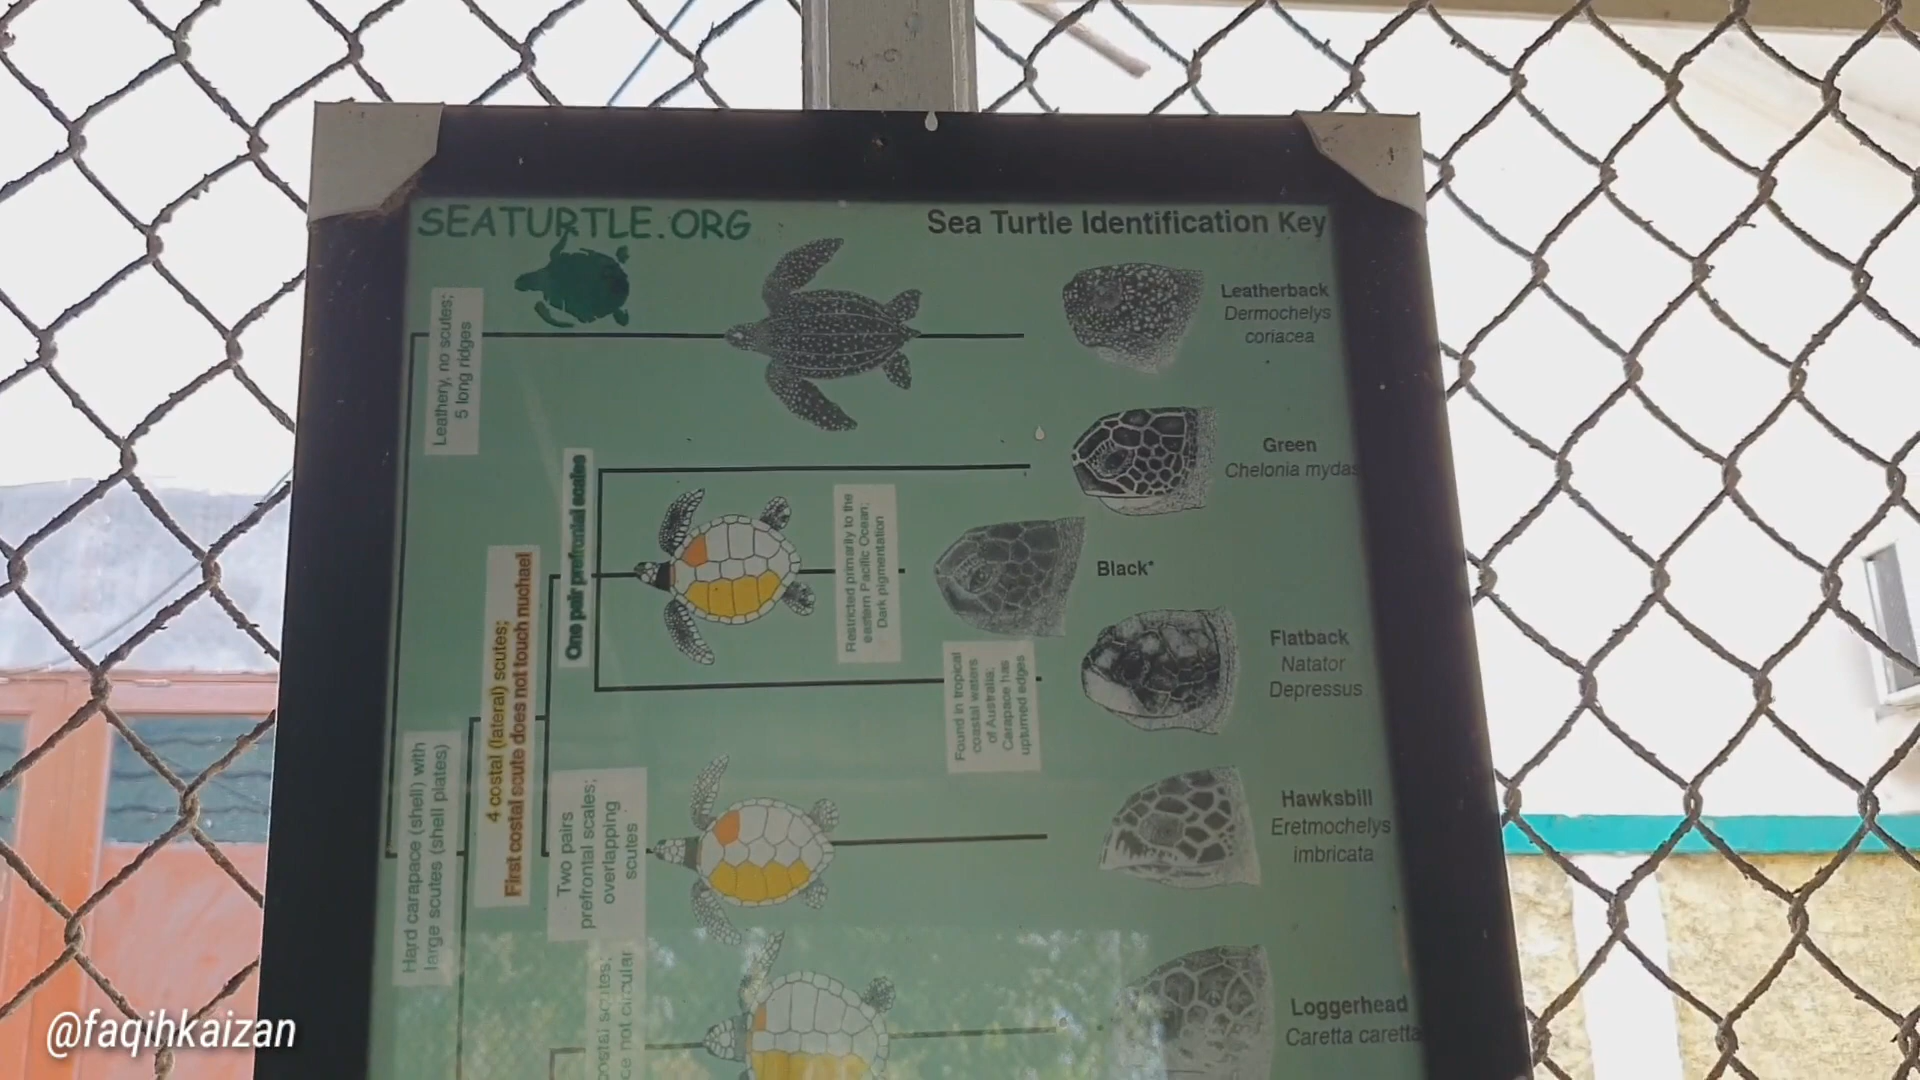 SEATURTLE.ORG
Sea Turtle Identification Key
Leathery, no scutes;
5 long ridges
Leatherback
Dermochelys
coriacea
Hard carapace (shell) with
large scutes (shell plates)
4 costal (lateral) scutes;
First costal scute does not touch nuchael
One pair prefrontal scales
Green
Chelonia mydas
Restricted primarily to the
eastern Pacific Ocean;
Dark pigmentation
Black*
Found in tropical
coastal waters
of Australia;
Carapace has
upturned edges
Flatback
Natator
Depressus
Two pairs
prefrontal scales;
overlapping
scutes
Hawksbill
Eretmochelys
imbricata
scutes;
not circular
Loggerhead
Caretta caretta
@faqihkaizan